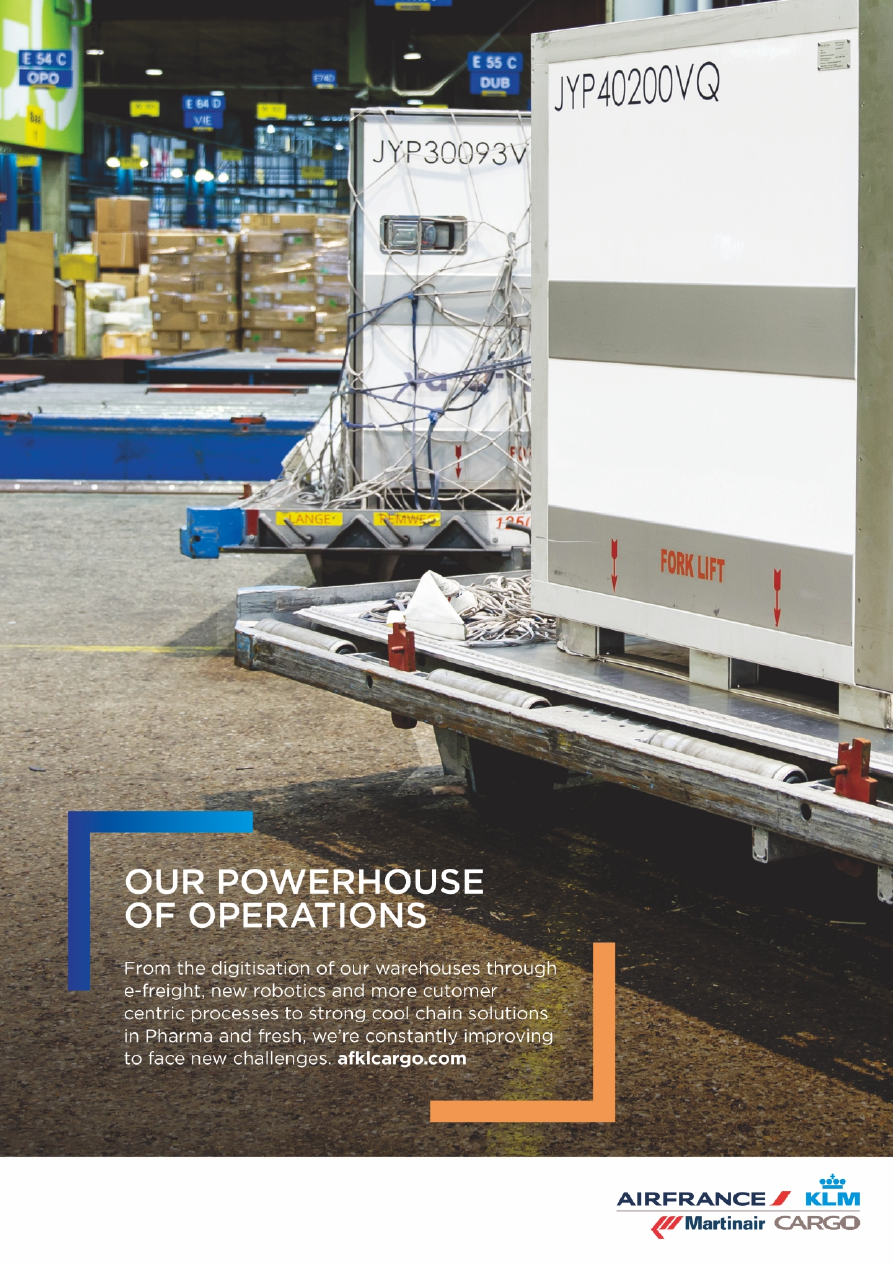 E 54 C
OPO
E 64 D
VIE
E 55 C
DUB
JYP40200VQ
JYP30093V
LANGE
REMWEG
FORK LIFT
OUR POWERHOUSE
OF OPERATIONS
From the digitisation of our warehouses through
e-freight, new robotics and more cutomer
centric processes to strong cool chain solutions
in Pharma and fresh, we're constantly improving
to face new challenges. afklcargo.com
AIRFRANCE KLM
Martinair CARGO